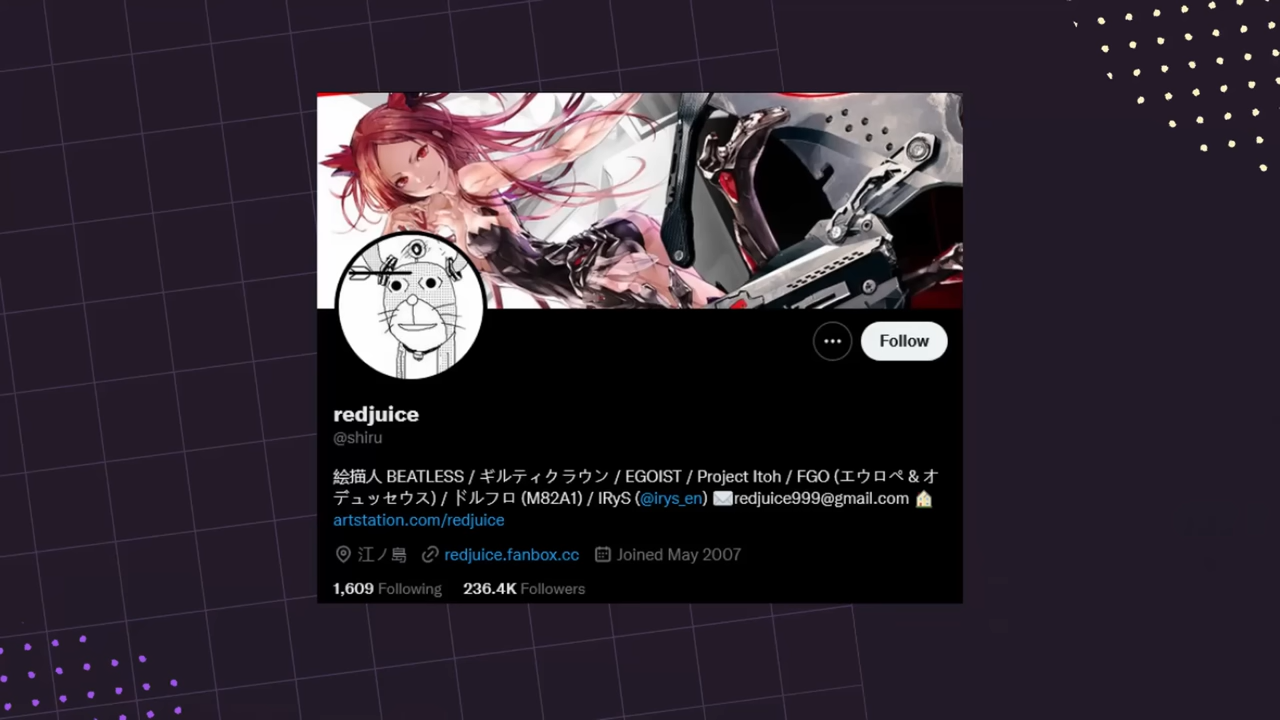 Follow
redjuice
@shiru
絵描人 BEATLESS / ギルティクラウン / EGOIST / Project Itoh / FGO (エウロペ & オ
デュッセウス) / ドルフロ (M82A1) / IRyS (@irys_en) ✉️redjuice999@gmail.com 🏠
artstation.com/redjuice
江ノ島 redjuice.fanbox.cc Joined May 2007
1,609 Following 236.4K Followers